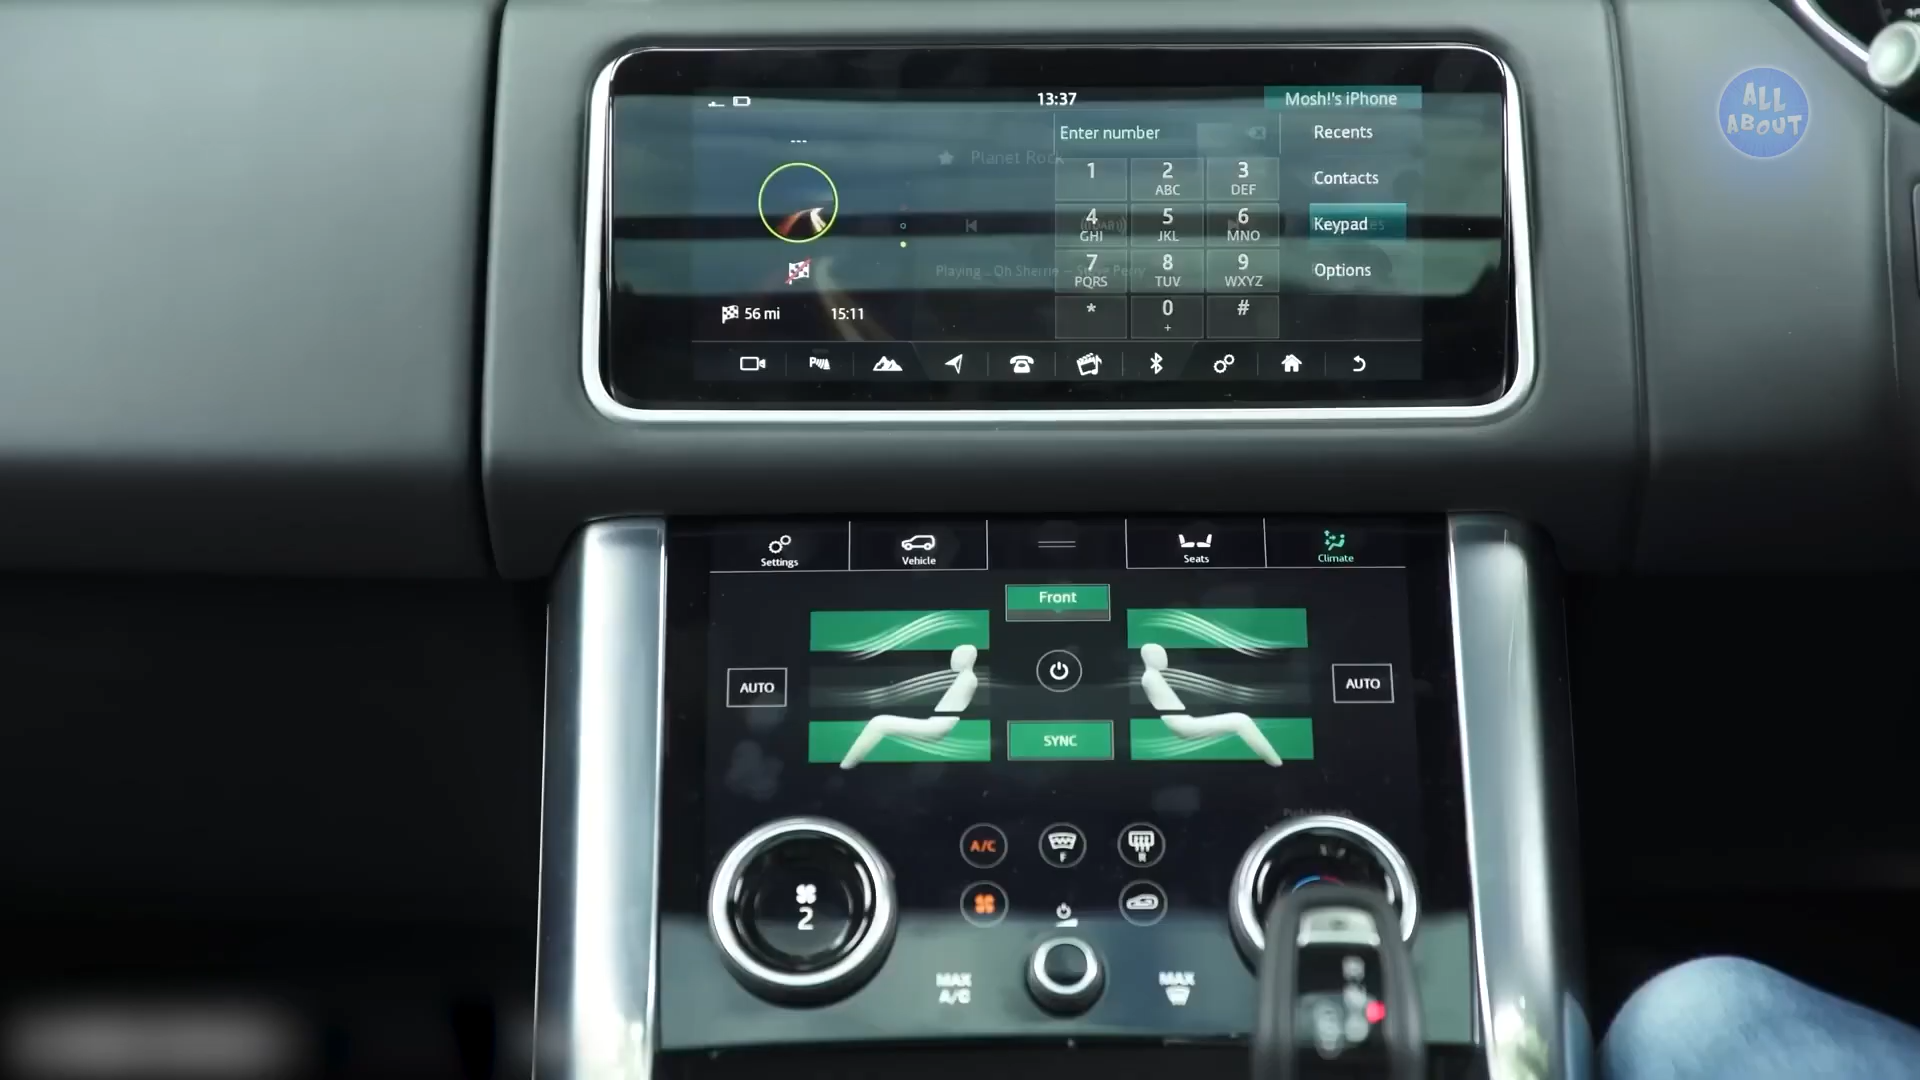 13:37
Mosh!'s iPhone
Enter number
Recents
Planet Rock
1
2
ABC
3
DEF
Contacts
4
GHI
5
JKL
6
MNO
Keypad
Playing... Oh Sherrie – Steve Perry
7
PQRS
8
TUV
9
WXYZ
Options
56 mi
15:11
*
0
+
#
ALL
ABOUT
Settings
Vehicle
Seats
Climate
Front
AUTO
AUTO
SYNC
A/C
F
R
2
MAX
A/C
MAX